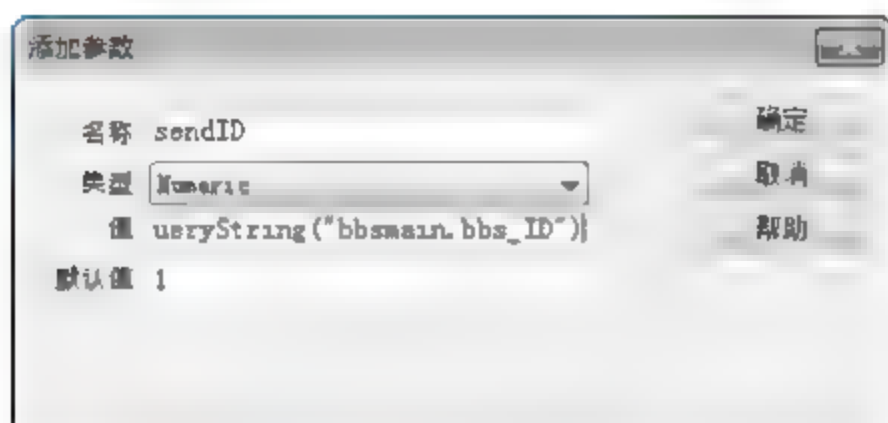 添加参数
名称 sendID 确定
类型 Numeric 取消
值 ueryString("bbsmain.bbs_ID") 帮助
默认值 1